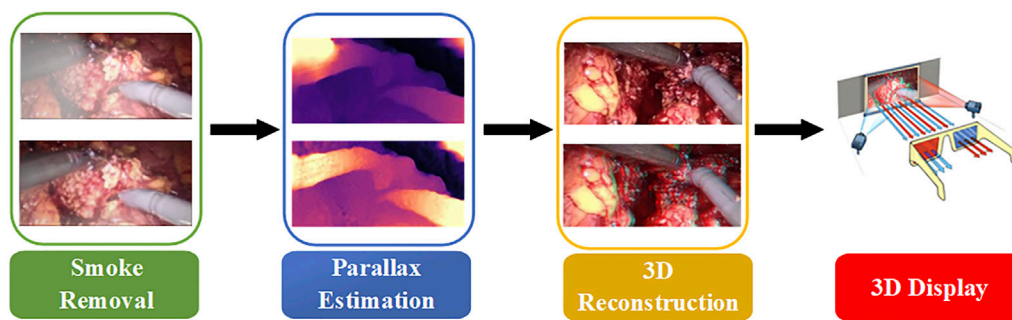 Smoke
Removal
Parallax
Estimation
3D
Reconstruction
3D Display